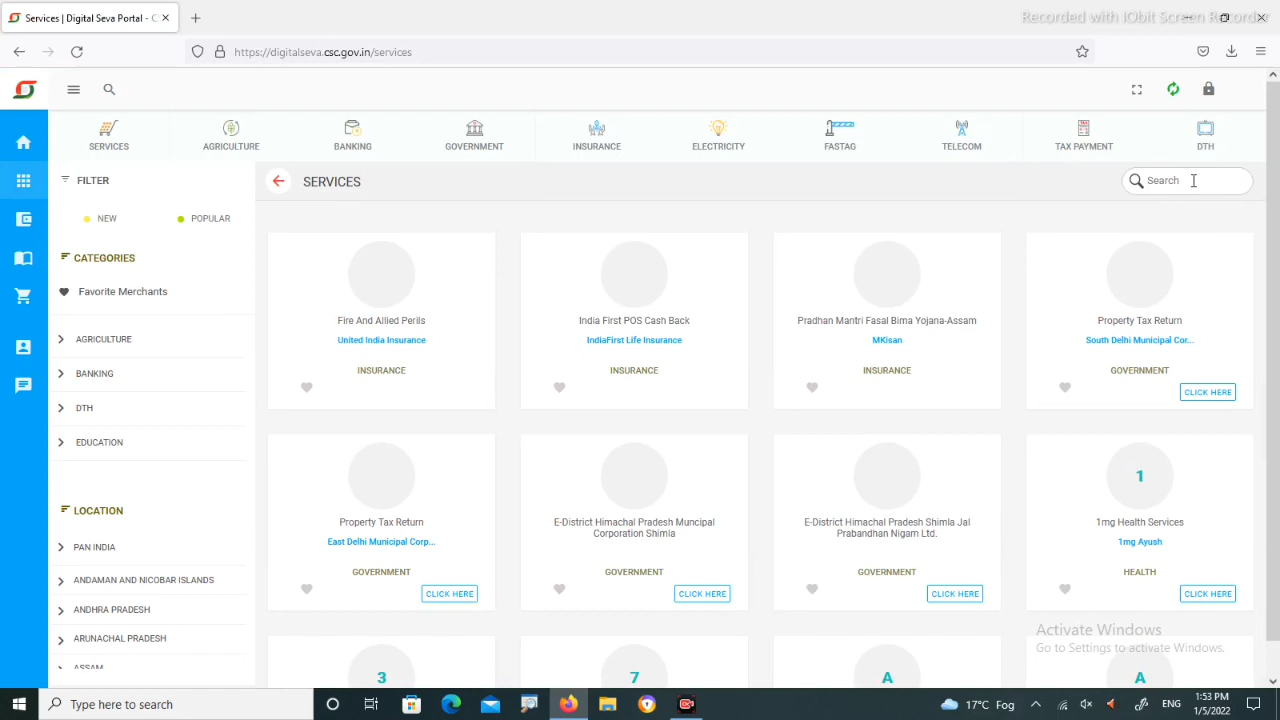 Services | Digital Seva Portal - C
Recorded with IObit Screen Recorder
https://digitalseva.csc.gov.in/services
SERVICES
AGRICULTURE
BANKING
GOVERNMENT
INSURANCE
ELECTRICITY
FASTAG
TELECOM
TAX PAYMENT
DTH
FILTER
NEW
POPULAR
CATEGORIES
Favorite Merchants
AGRICULTURE
BANKING
DTH
EDUCATION
LOCATION
PAN INDIA
ANDAMAN AND NICOBAR ISLANDS
ANDHRA PRADESH
ARUNACHAL PRADESH
ASSAM
SERVICES
Search
Fire And Allied Perils
United India Insurance
INSURANCE
India First POS Cash Back
IndiaFirst Life Insurance
INSURANCE
Pradhan Mantri Fasal Bima Yojana-Assam
MKisan
INSURANCE
Property Tax Return
South Delhi Municipal Cor...
GOVERNMENT
CLICK HERE
Property Tax Return
East Delhi Municipal Corp...
GOVERNMENT
CLICK HERE
E-District Himachal Pradesh Muncipal
Corporation Shimla
GOVERNMENT
CLICK HERE
E-District Himachal Pradesh Shimla Jal
Prabandhan Nigam Ltd.
GOVERNMENT
CLICK HERE
1
1mg Health Services
1mg Ayush
HEALTH
CLICK HERE
3
7
A
A
Activate Windows
Go to Settings to activate Windows.
Type here to search
17°C Fog
ENG
1:53 PM
1/5/2022